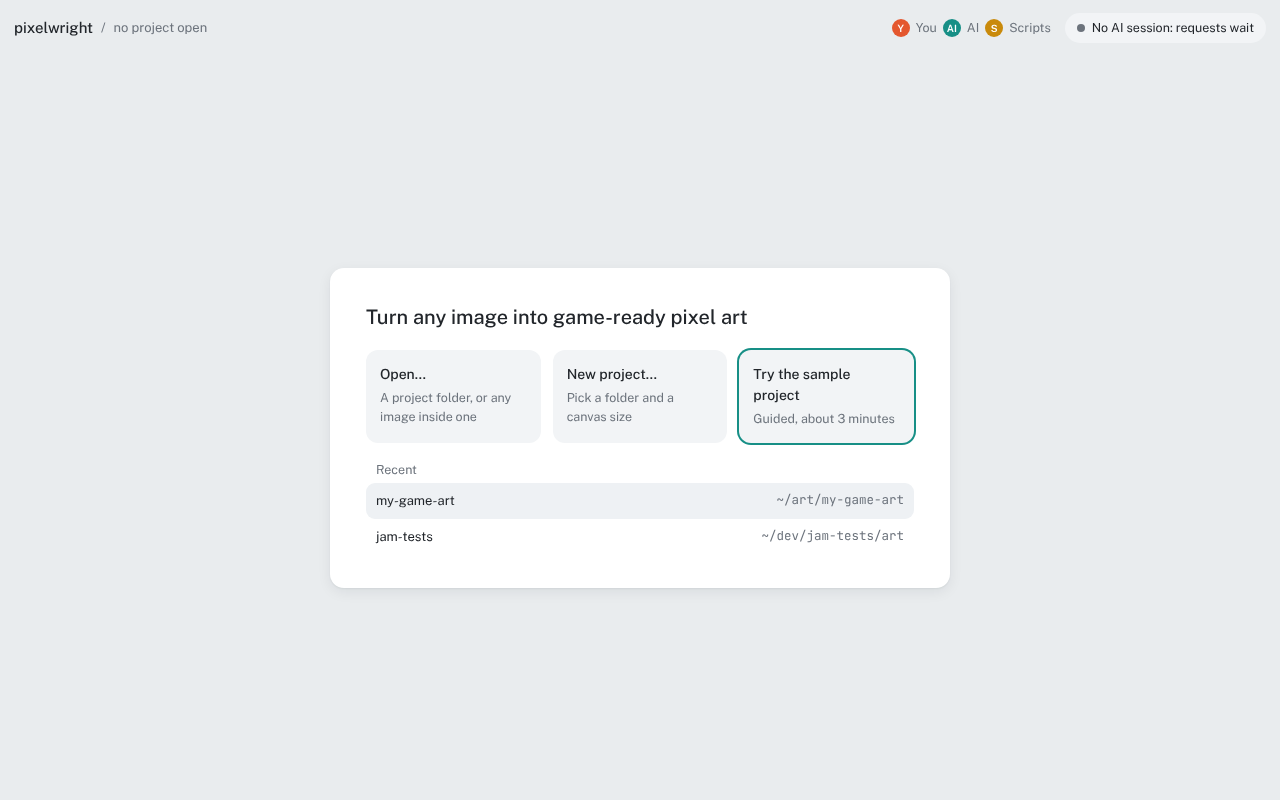 pixelwright / no project open
Y You AI AI S Scripts
No AI session: requests wait
Turn any image into game-ready pixel art
Open...
A project folder, or any
image inside one
New project...
Pick a folder and a
canvas size
Try the sample
project
Guided, about 3 minutes
Recent
my-game-art ~/art/my-game-art
jam-tests ~/dev/jam-tests/art